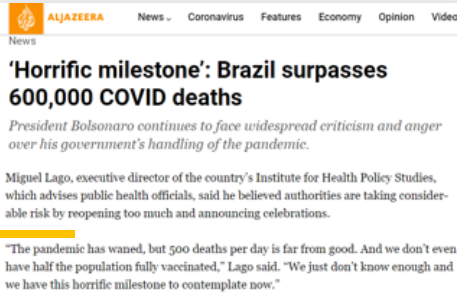 ALJAZEERA News Coronavirus Features Economy Opinion Video
News
‘Horrific milestone’: Brazil surpasses
600,000 COVID deaths
President Bolsonaro continues to face widespread criticism and anger
over his government’s handling of the pandemic.
Miguel Lago, executive director of the country’s Institute for Health Policy Studies,
which advises public health officials, said he believed authorities are taking consider-
able risk by reopening too much and announcing celebrations.
“The pandemic has waned, but 500 deaths per day is far from good. And we don’t even
have half the population fully vaccinated,” Lago said. “We just don’t know enough and
we have this horrific milestone to contemplate now.”